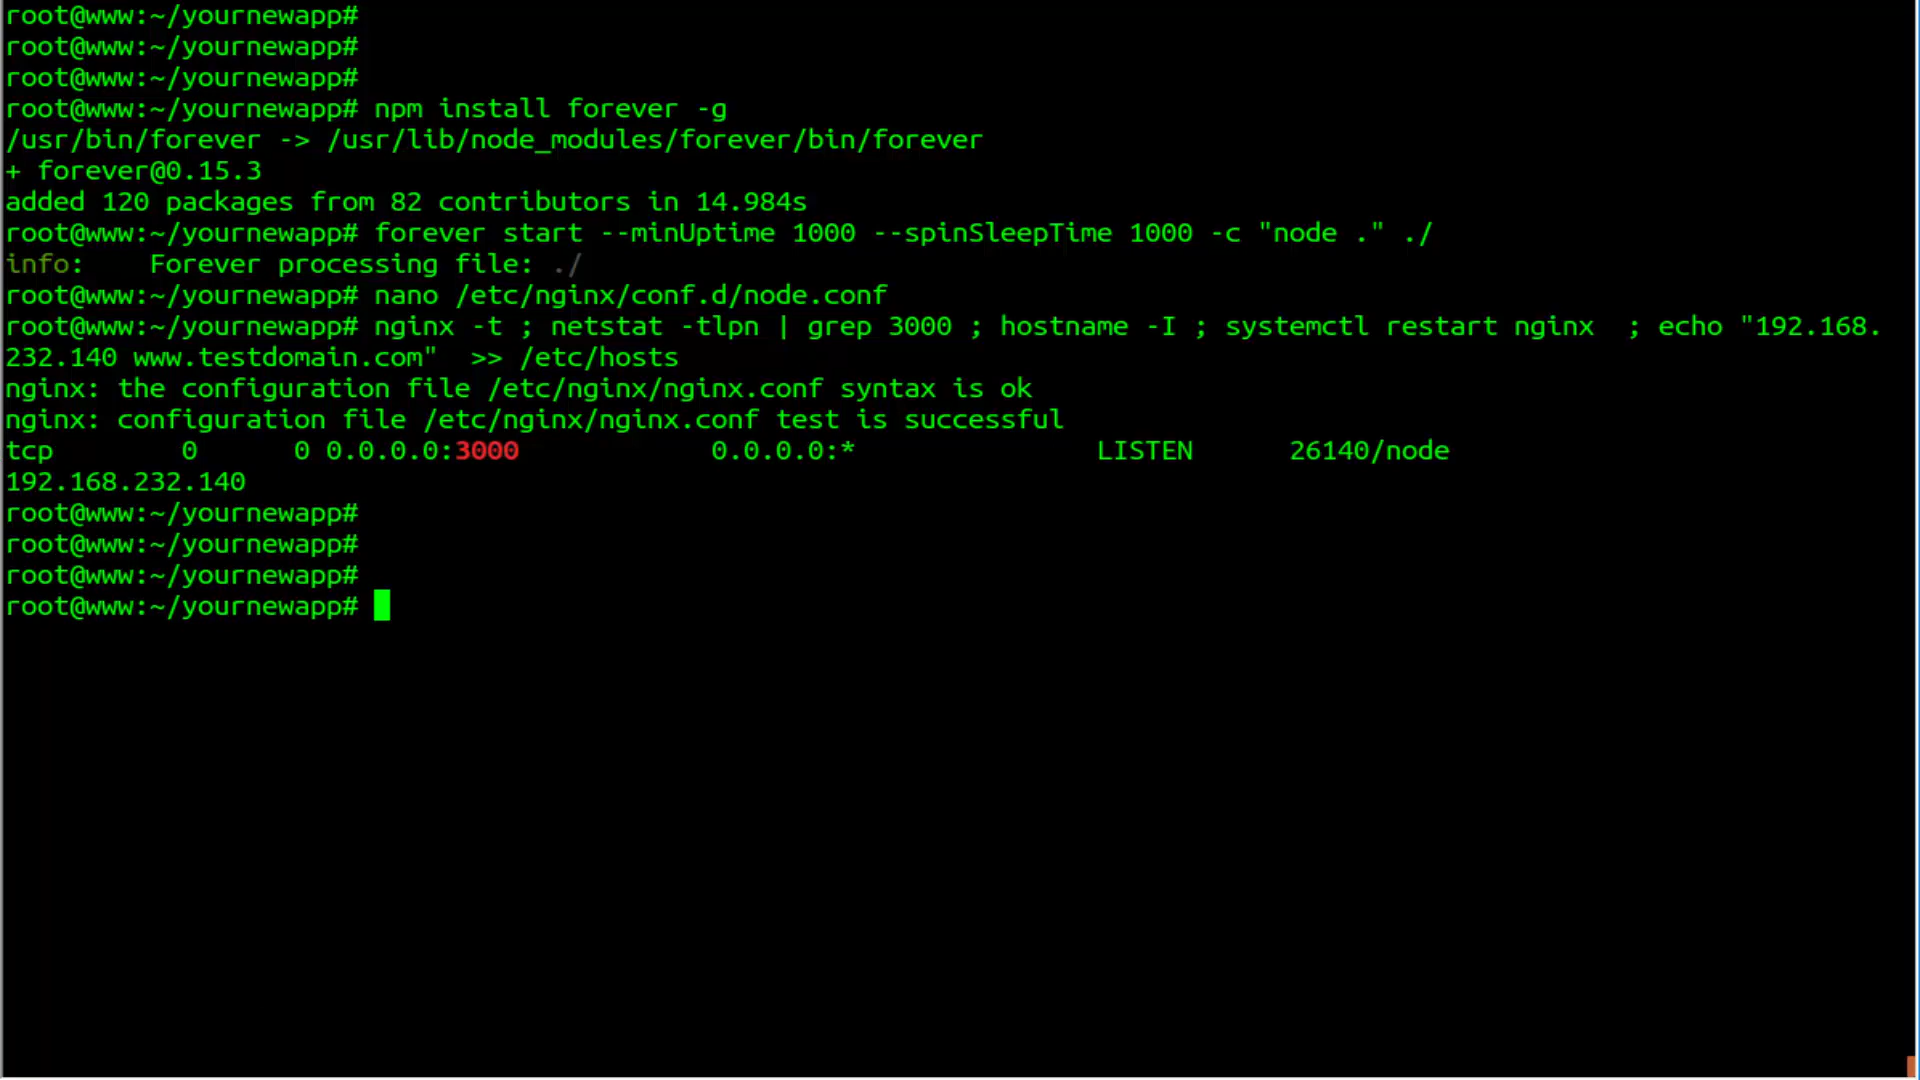 root@www:~/yournewapp#
root@www:~/yournewapp#
root@www:~/yournewapp#
root@www:~/yournewapp# npm install forever -g
/usr/bin/forever -> /usr/lib/node_modules/forever/bin/forever
+ forever@0.15.3
added 120 packages from 82 contributors in 14.984s
root@www:~/yournewapp# forever start --minUptime 1000 --spinSleepTime 1000 -c "node ." ./
info:    Forever processing file: ./
root@www:~/yournewapp# nano /etc/nginx/conf.d/node.conf
root@www:~/yournewapp# nginx -t ; netstat -tlpn | grep 3000 ; hostname -I ; systemctl restart nginx  ; echo "192.168.
232.140 www.testdomain.com"  >> /etc/hosts
nginx: the configuration file /etc/nginx/nginx.conf syntax is ok
nginx: configuration file /etc/nginx/nginx.conf test is successful
tcp        0      0 0.0.0.0:3000            0.0.0.0:*               LISTEN      26140/node
192.168.232.140
root@www:~/yournewapp#
root@www:~/yournewapp#
root@www:~/yournewapp#
root@www:~/yournewapp#